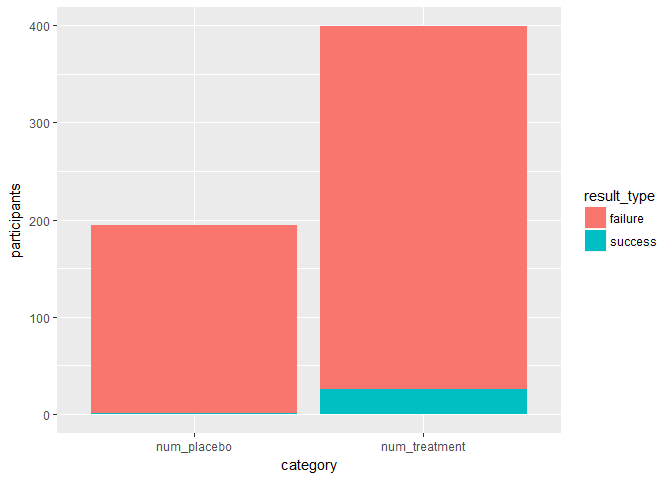 400
300
200
100
0
participants
num_placebo
num_treatment
category
result_type
failure
success